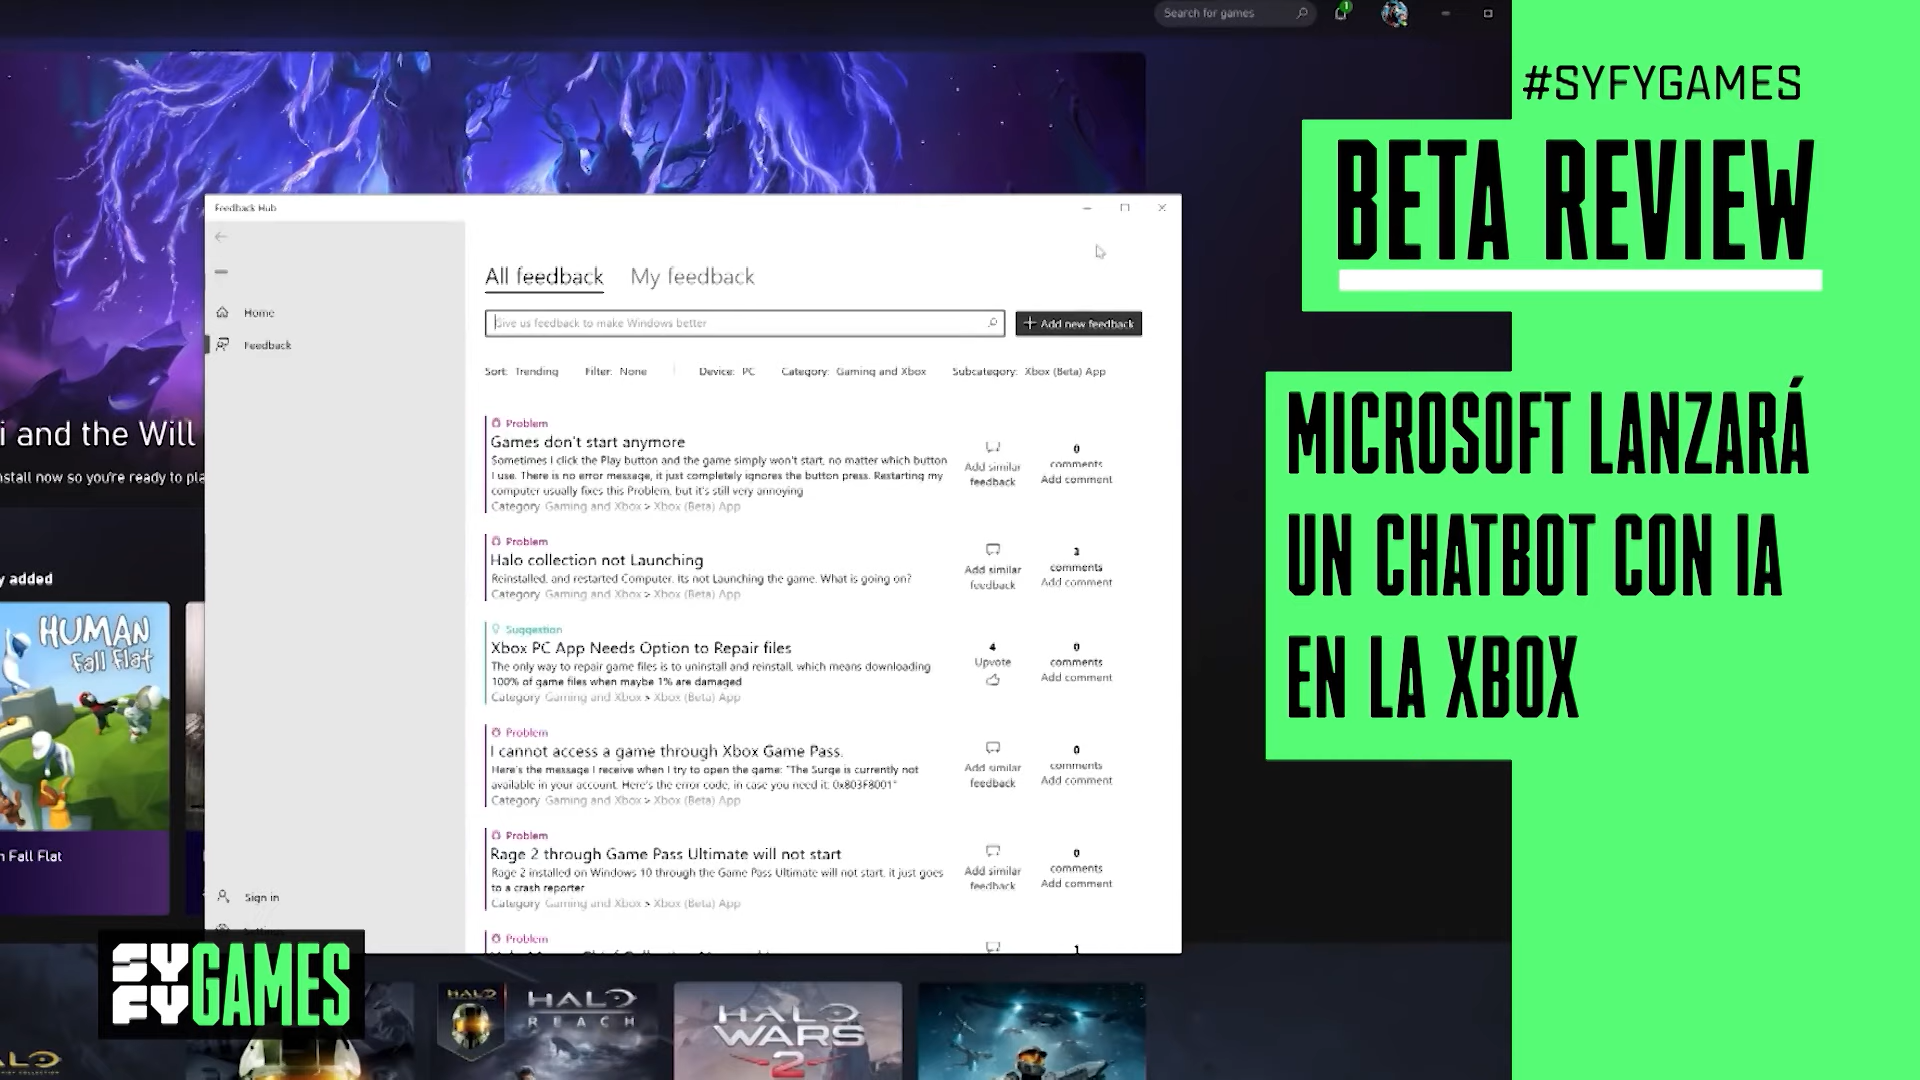 Search for games
1
#SYFYGAMES
BETA REVIEW
MICROSOFT LANZARÁ
UN CHATBOT CON IA
EN LA XBOX
i and the Will
nstall now so you're ready to pla
y added
HUMAN
Fall Flat
n Fall Flat
Feedback Hub
Home
Feedback
Sign in
All feedback
My feedback
Give us feedback to make Windows better
Add new feedback
Sort: Trending
Filter: None
Device: PC
Category: Gaming and Xbox
Subcategory: Xbox (Beta) App
Problem
Games don't start anymore
Sometimes I click the Play button and the game simply won't start, no matter which button
I use. There is no error message, it just completely ignores the button press. Restarting my
computer usually fixes this Problem, but it's still very annoying
Category Gaming and Xbox > Xbox (Beta) App
Add similar
feedback
0
comments
Add comment
Problem
Halo collection not Launching
Reinstalled, and restarted Computer. Its not Launching the game. What is going on?
Category Gaming and Xbox > Xbox (Beta) App
Add similar
feedback
comments
Add comment
Suggestion
Xbox PC App Needs Option to Repair files
The only way to repair game files is to uninstall and reinstall, which means downloading
100% of game files when maybe 1% are damaged
Category Gaming and Xbox > Xbox (Beta) App
4
Upvote
0
comments
Add comment
Problem
I cannot access a game through Xbox Game Pass.
Here's the message I receive when I try to open the game: "The Surge is currently not
available in your account. Here's the error code, in case you need it: 0x803F8001"
Category Gaming and Xbox > Xbox (Beta) App
Add similar
feedback
0
comments
Add comment
Problem
Rage 2 through Game Pass Ultimate will not start
Rage 2 installed on Windows 10 through the Game Pass Ultimate will not start, it just goes
to a crash reporter
Category Gaming and Xbox > Xbox (Beta) App
Add similar
feedback
0
comments
Add comment
Problem
1
SYFY GAMES
HALO
HALO
REACH
HALO
WARS
2
ALO